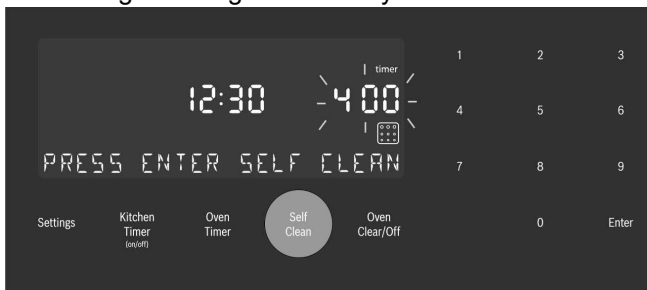 timer
12:30 400
PRESS ENTER SELF CLEAN
Settings
Kitchen Timer (on/off)
Oven Timer
Self Clean
Oven Clear/Off
1 2 3
4 5 6
7 8 9
0 Enter